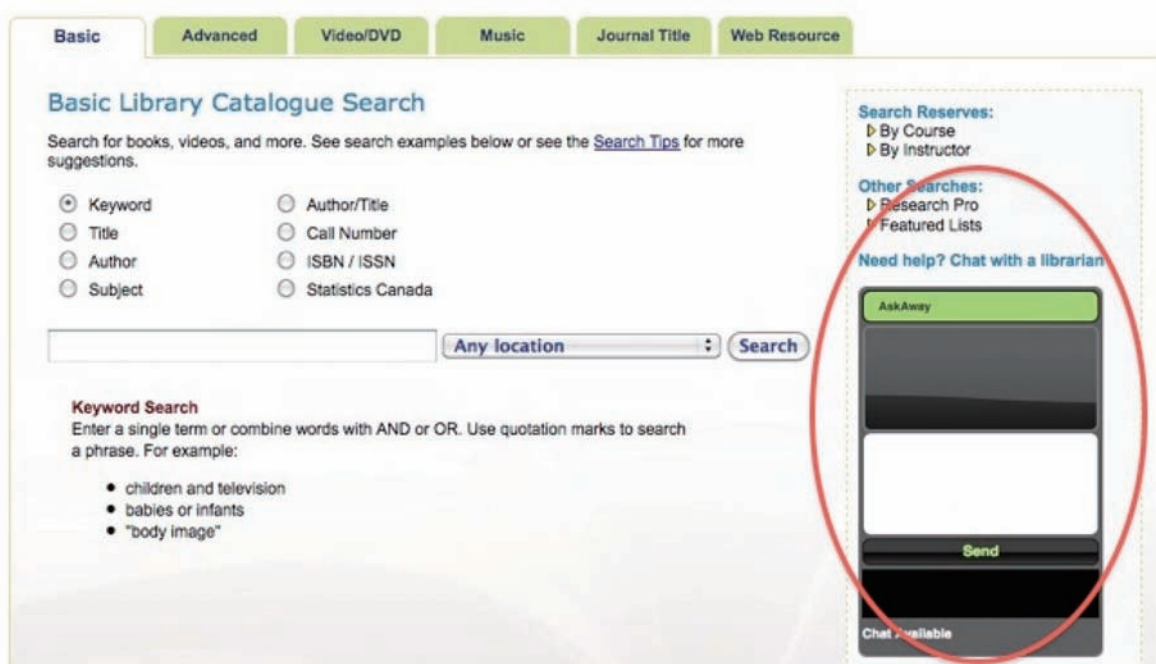 Basic
Advanced
Video/DVD
Music
Journal Title
Web Resource
Basic Library Catalogue Search
Search for books, videos, and more. See search examples below or see the Search Tips for more
suggestions.
Keyword
Title
Author
Subject
Author/Title
Call Number
ISBN / ISSN
Statistics Canada
Any location
Search
Keyword Search
Enter a single term or combine words with AND or OR. Use quotation marks to search
a phrase. For example:
children and television
babies or infants
"body image"
Search Reserves:
By Course
By Instructor
Other Searches:
Research Pro
Featured Lists
Need help? Chat with a librarian
AskAway
Send
Chat Available